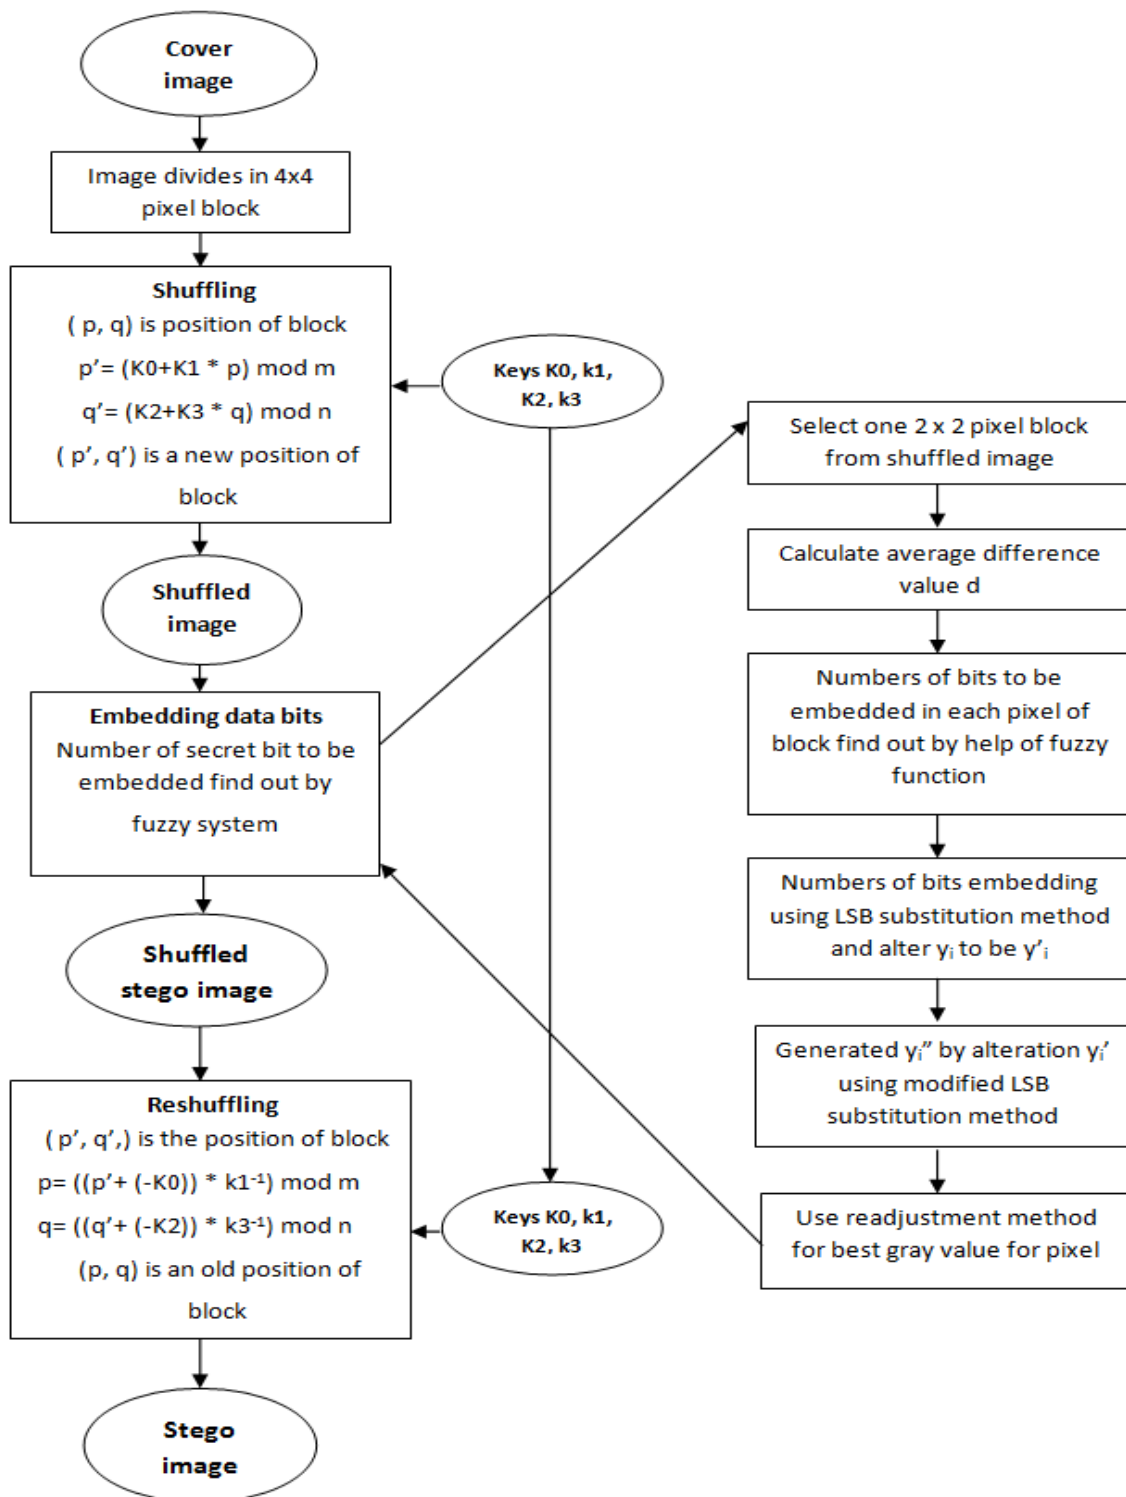 Cover
image
Image divides in 4x4
pixel block
Shuffling
( p, q) is position of block
p’= (K0+K1 * p) mod m
q’= (K2+K3 * q) mod n
( p’, q’) is a new position of
block
Keys K0, k1,
K2, k3
Shuffled
image
Embedding data bits
Number of secret bit to be
embedded find out by
fuzzy system
Shuffled
stego image
Reshuffling
( p’, q’,) is the position of block
p= ((p’+ (-K0)) * k1⁻¹) mod m
q= ((q’+ (-K2)) * k3⁻¹) mod n
(p, q) is an old position of
block
Keys K0, k1,
K2, k3
Stego
image
Select one 2 x 2 pixel block
from shuffled image
Calculate average difference
value d
Numbers of bits to be
embedded in each pixel of
block find out by help of fuzzy
function
Numbers of bits embedding
using LSB substitution method
and alter yᵢ to be y’ᵢ
Generated yᵢ” by alteration yᵢ’
using modified LSB
substitution method
Use readjustment method
for best gray value for pixel